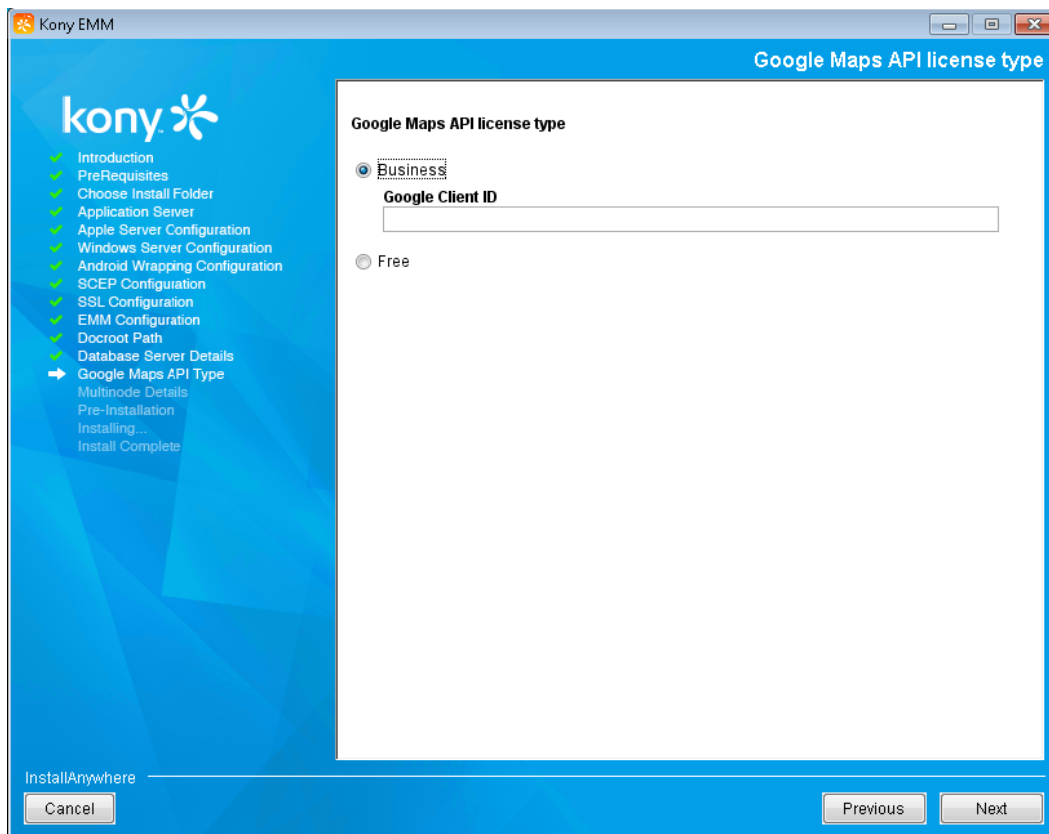 Kony EMM
Google Maps API license type
kony
Introduction
PreRequisites
Choose Install Folder
Application Server
Apple Server Configuration
Windows Server Configuration
Android Wrapping Configuration
SCEP Configuration
SSL Configuration
EMM Configuration
Docroot Path
Database Server Details
Google Maps API Type
Multinode Details
Pre-Installation
Installing...
Install Complete
Google Maps API license type
Business
Google Client ID
Free
InstallAnywhere
Cancel
Previous
Next